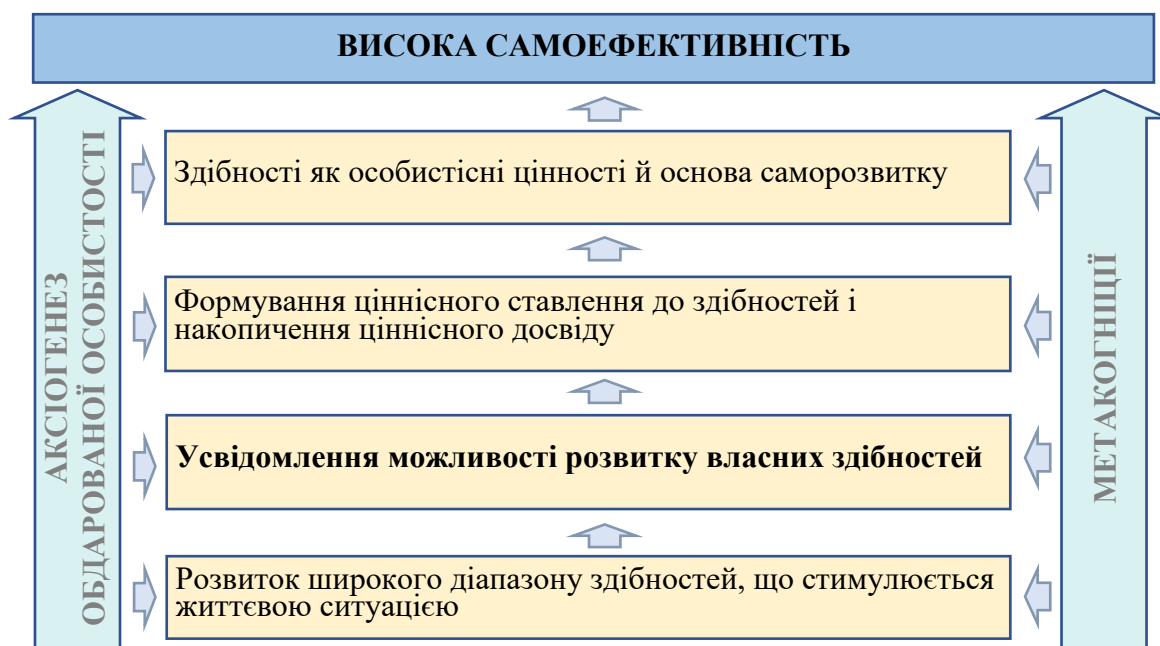 ВИСОКА САМОЕФЕКТИВНІСТЬ
АКСІОГЕНЕЗ
ОБДАРОВАНОЇ ОСОБИСТОСТІ
Здібності як особистісні цінності й основа саморозвитку
Формування ціннісного ставлення до здібностей і
накопичення ціннісного досвіду
Усвідомлення можливості розвитку власних здібностей
Розвиток широкого діапазону здібностей, що стимулюється
життєвою ситуацією
МЕТАКОГНІЦІЇ